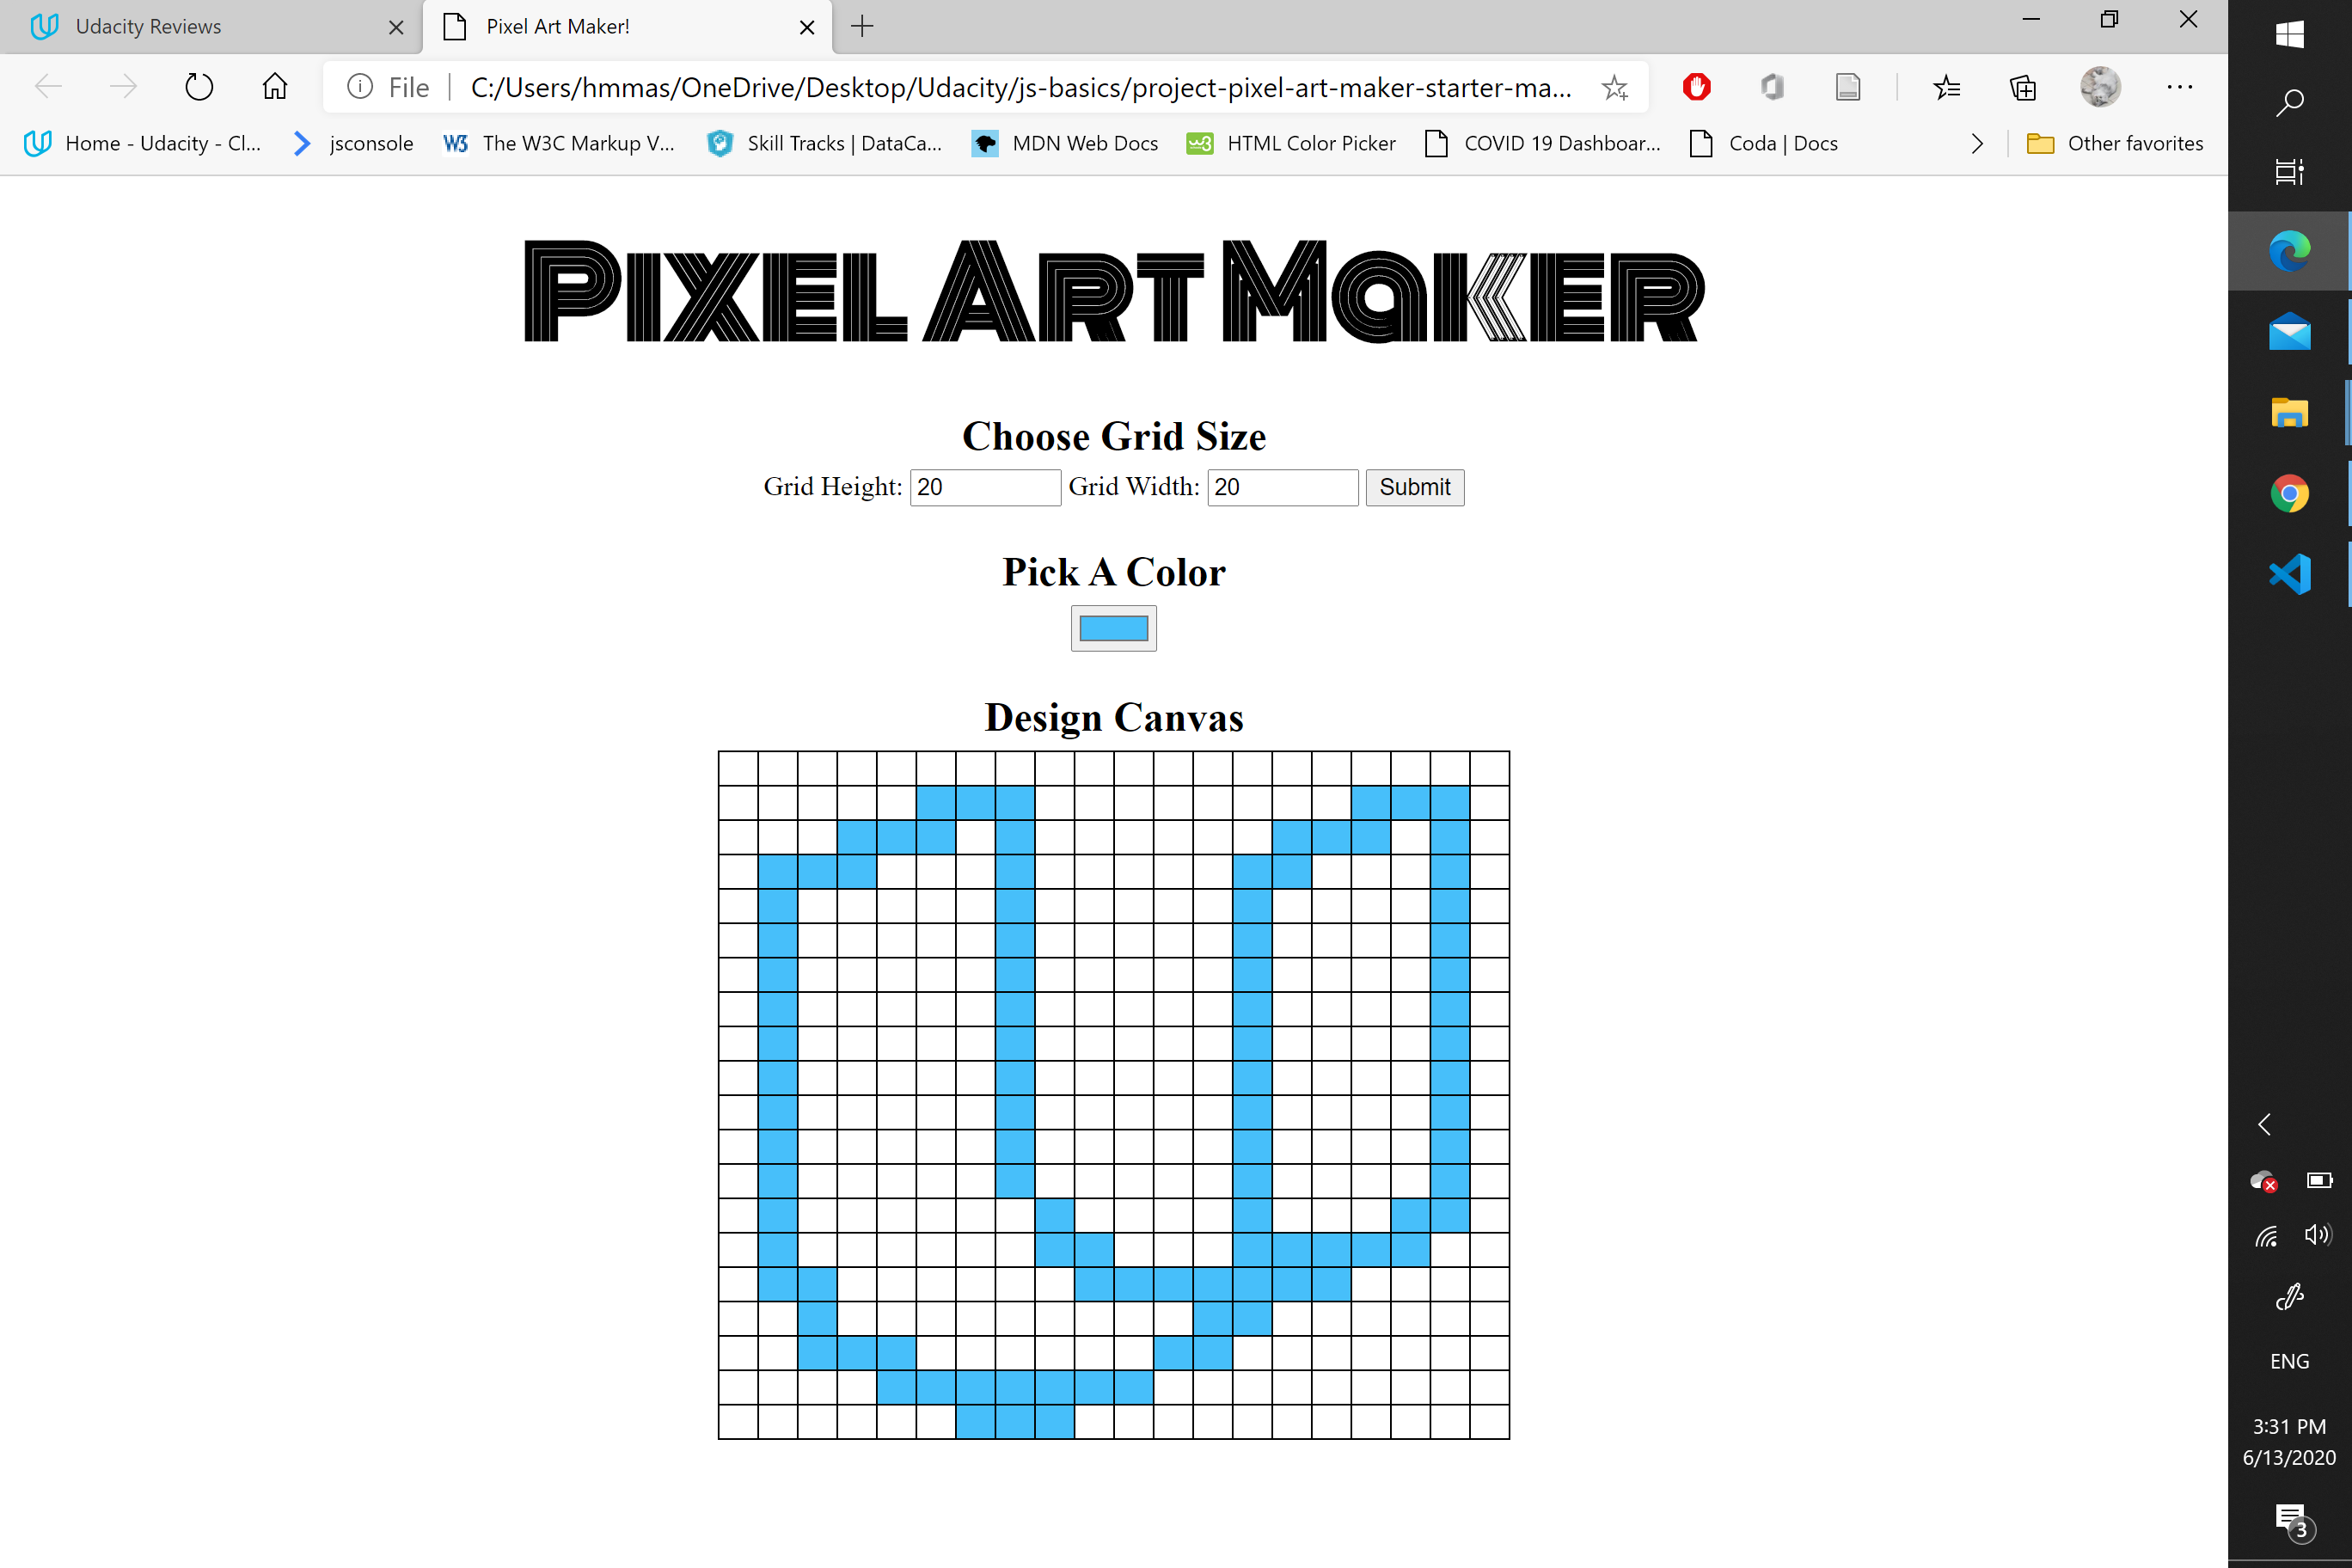 Udacity Reviews
Pixel Art Maker!
File
C:/Users/hmmas/OneDrive/Desktop/Udacity/js-basics/project-pixel-art-maker-starter-ma...
Home - Udacity - Cl...
jsconsole
W3
The W3C Markup V...
Skill Tracks | DataCa...
MDN Web Docs
w3
HTML Color Picker
COVID 19 Dashboar...
Coda | Docs
Other favorites
Pixel Art Maker
Choose Grid Size
Grid Height: 20 Grid Width: 20 Submit
Pick A Color
Design Canvas
ENG
3:31 PM
6/13/2020
3